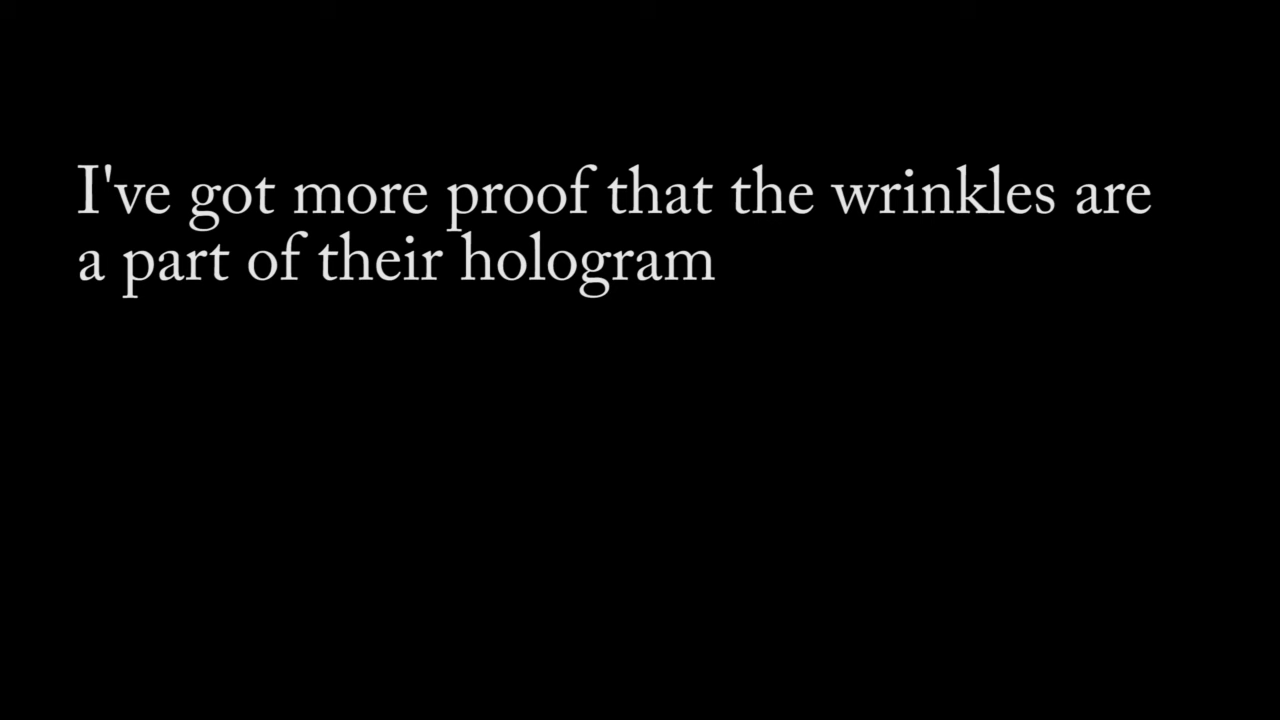 I've got more proof that the wrinkles are
a part of their hologram